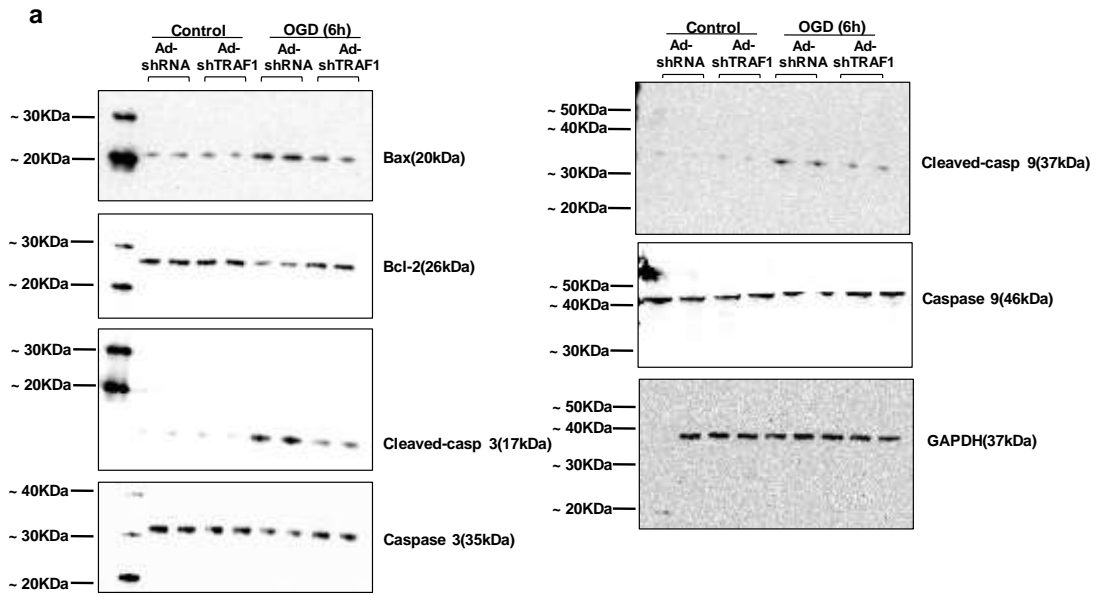 a
Control OGD (6h)
Ad- Ad- Ad- Ad-
shRNA shTRAF1 shRNA shTRAF1
~ 30KDa
~ 20KDa
Bax(20kDa)
~ 30KDa
~ 20KDa
Bcl-2(26kDa)
~ 30KDa
~ 20KDa
Cleaved-casp 3(17kDa)
~ 40KDa
~ 30KDa
~ 20KDa
Caspase 3(35kDa)
Control OGD (6h)
Ad- Ad- Ad- Ad-
shRNA shTRAF1 shRNA shTRAF1
~ 50KDa
~ 40KDa
~ 30KDa
~ 20KDa
Cleaved-casp 9(37kDa)
~ 50KDa
~ 40KDa
~ 30KDa
Caspase 9(46kDa)
~ 50KDa
~ 40KDa
~ 30KDa
~ 20KDa
GAPDH(37kDa)